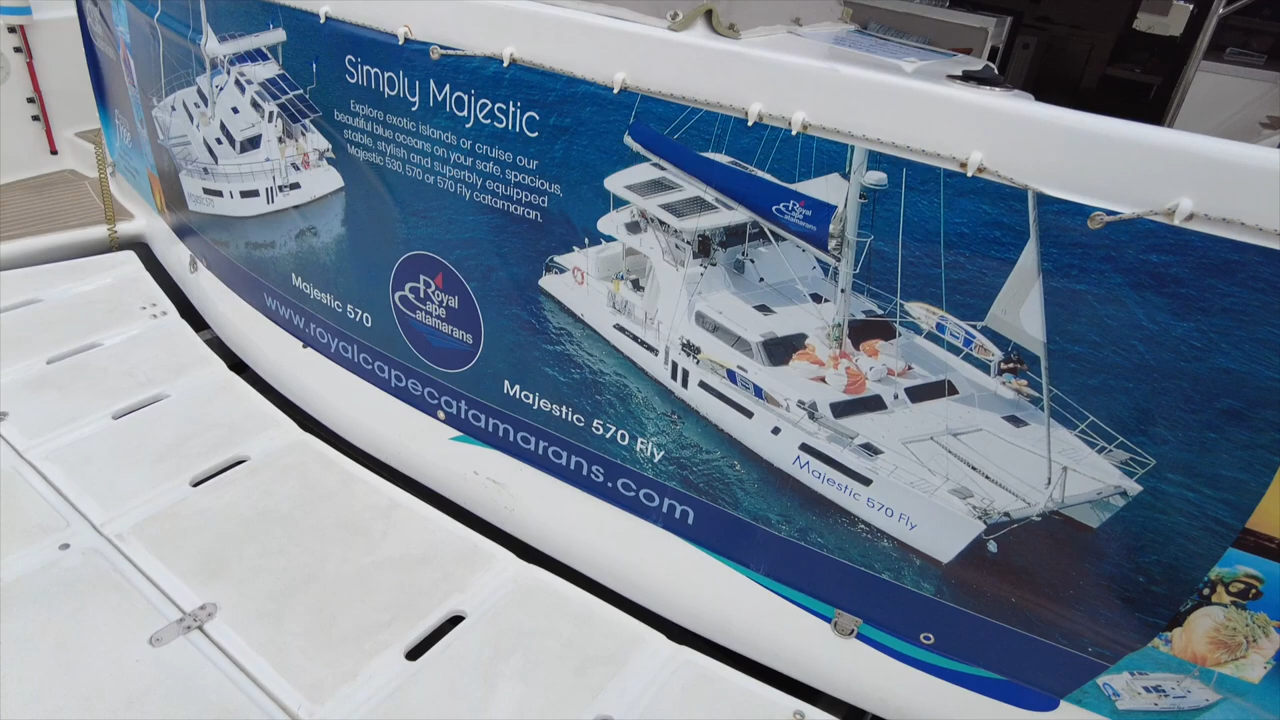 Simply Majestic
Explore exotic islands or cruise our
beautiful blue oceans on your safe, spacious,
stable, stylish and superbly equipped
Majestic 530, 570 or 570 Fly catamaran.
Royal
Cape
Catamarans
Majestic 570
Royal
Cape
Catamarans
Majestic 570 Fly
Majestic 570 Fly
www.royalcapecatamarans.com